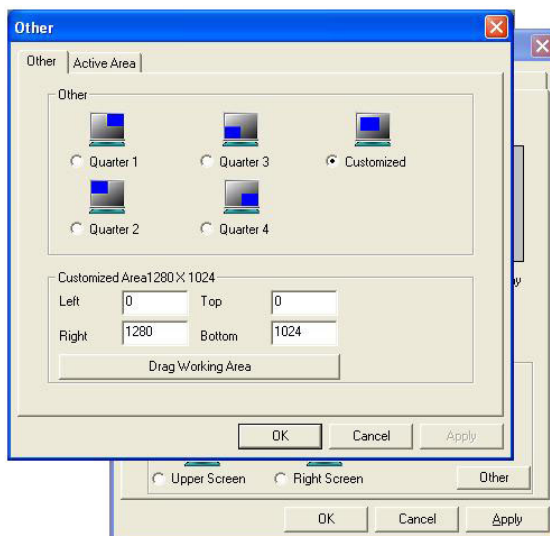 Other
Other Active Area
Other
Quarter 1 Quarter 3 Customized
Quarter 2 Quarter 4
Customized Area1280 X 1024
Left 0 Top 0
Right 1280 Bottom 1024
Drag Working Area
OK Cancel Apply
Upper Screen Right Screen Other
OK Cancel Apply